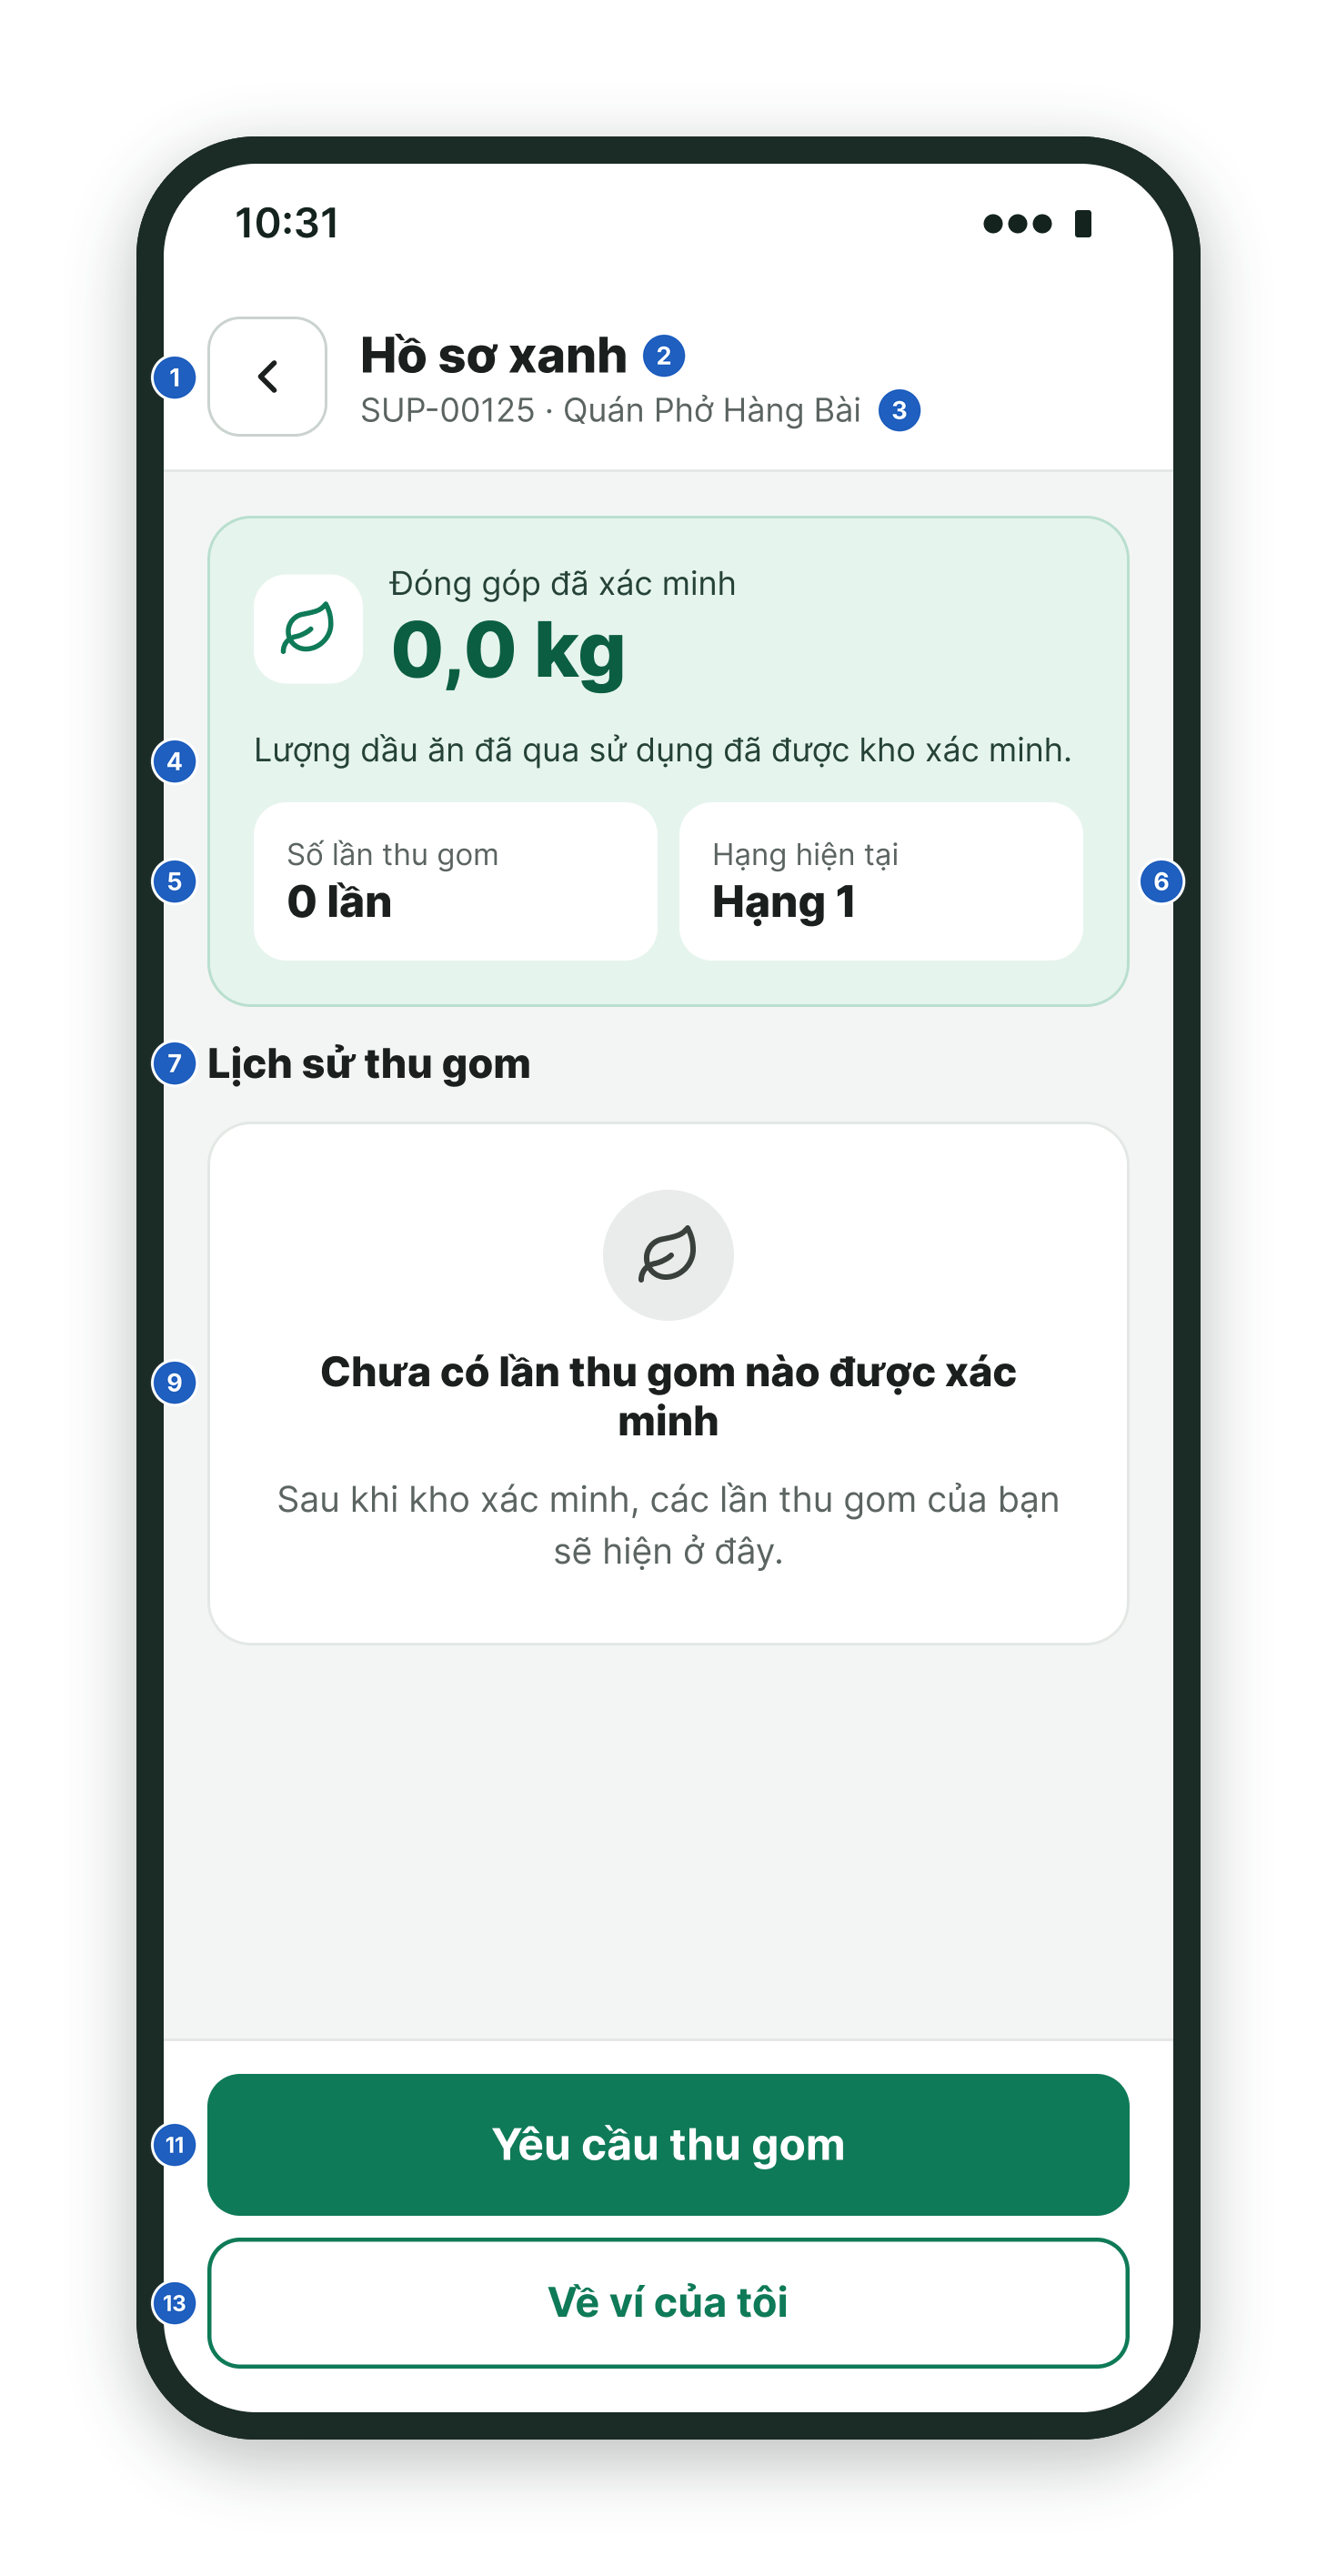 10:31
1
Hồ sơ xanh 2
SUP-00125 · Quán Phở Hàng Bài 3
Đóng góp đã xác minh
0,0 kg
4 Lượng dầu ăn đã qua sử dụng đã được kho xác minh.
Số lần thu gom Hạng hiện tại
5 0 lần Hạng 1 6
7 Lịch sử thu gom
9 Chưa có lần thu gom nào được xác
minh
Sau khi kho xác minh, các lần thu gom của bạn
sẽ hiện ở đây.
11 Yêu cầu thu gom
13 Về ví của tôi